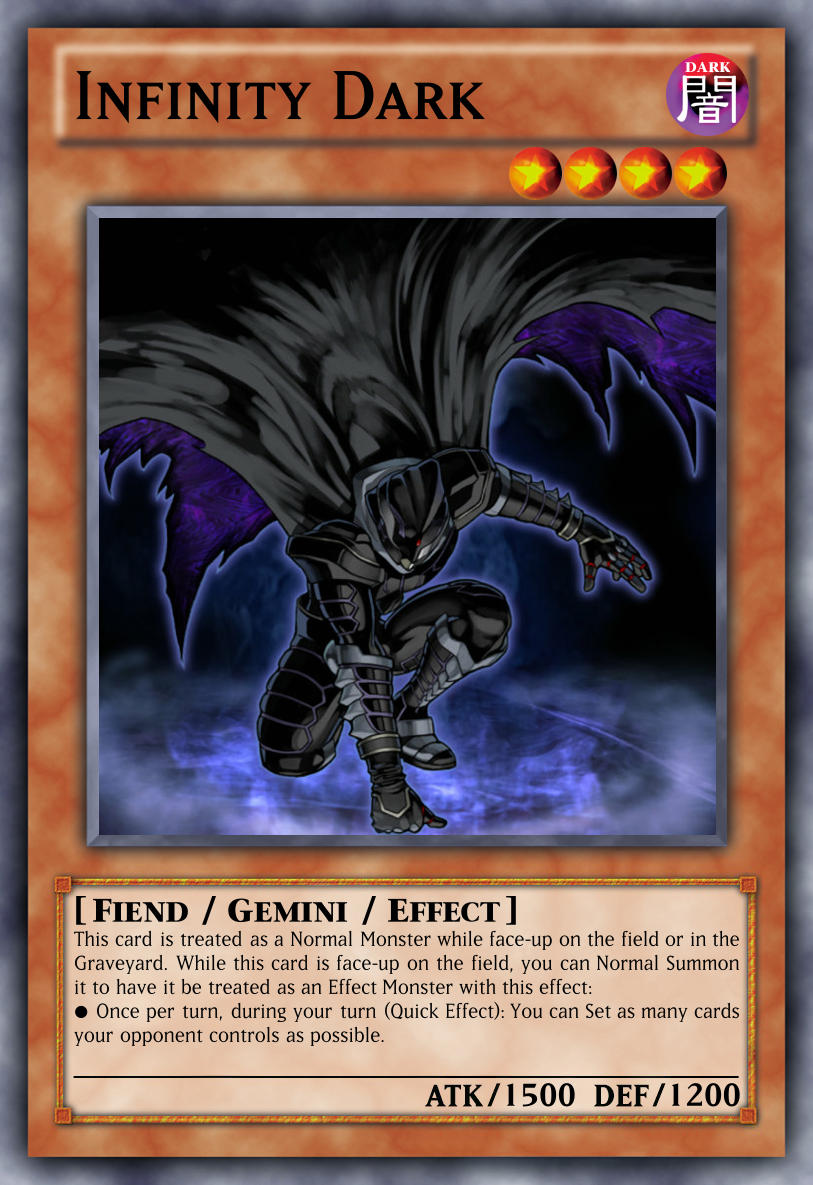 Infinity Dark
DARK
闇
[ Fiend / Gemini / Effect ]
This card is treated as a Normal Monster while face-up on the field or in the
Graveyard. While this card is face-up on the field, you can Normal Summon
it to have it be treated as an Effect Monster with this effect:
● Once per turn, during your turn (Quick Effect): You can Set as many cards
your opponent controls as possible.
ATK/1500 DEF/1200